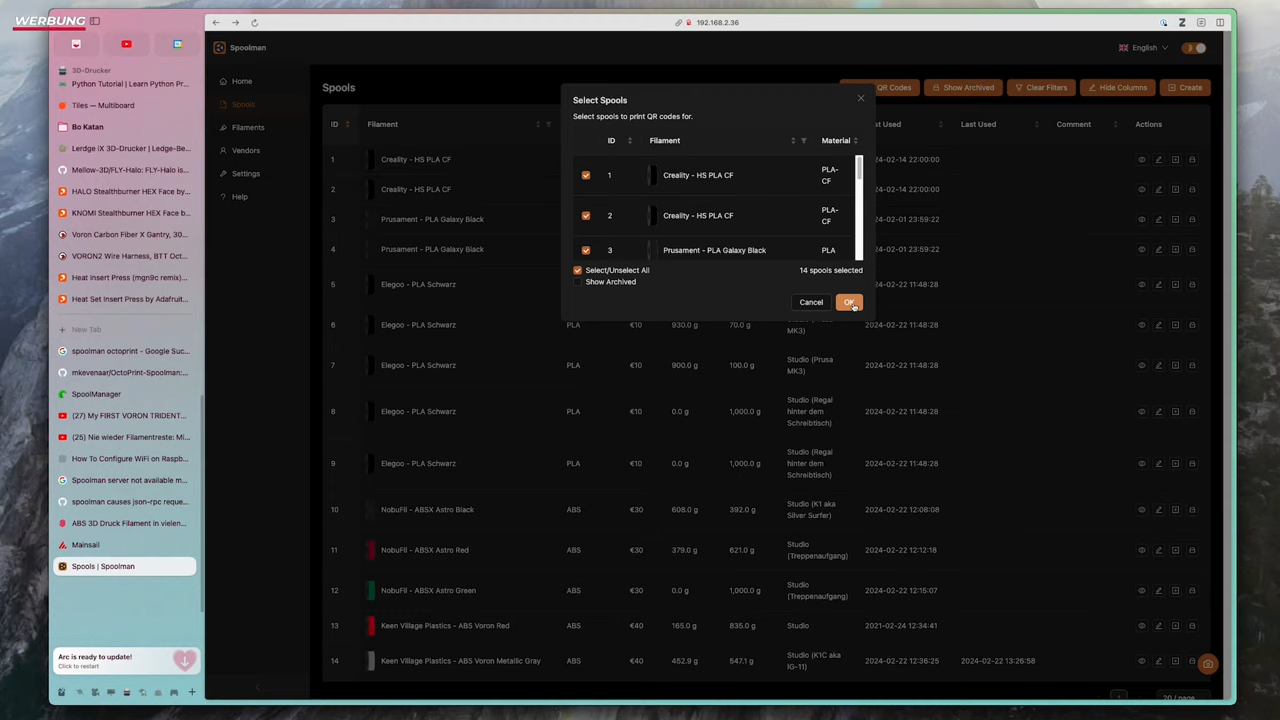 WERBUNG
192.168.2.36
3D-Drucker
Python Tutorial | Learn Python Pr...
Tiles — Multiboard
Bo Katan
Lerdge iX 3D-Drucker | Ledge-Be...
Mellow-3D/FLY-Halo: FLY-Halo is...
HALO Stealthburner HEX Face b...
KNOMI Stealthburner HEX Face b...
Voron Carbon Fiber X Gantry, 30...
VORON2 Wire Harness, BTT Oct...
Heat Insert Press (mgn9c remix)...
Heat Set Insert Press by Adafruit...
New Tab
spoolman octoprint - Google Suc...
mkevenaar/OctoPrint-Spoolman:...
SpoolManager
(27) My FIRST VORON TRIDENT...
(25) Nie wieder Filamentreste: Mi...
How To Configure WiFi on Raspb...
Spoolman server not available m...
spoolman causes json-rpc reque...
ABS 3D Druck Filament in vielen...
Mainsail
Spools | Spoolman
Arc is ready to update!
Click to restart
Spoolman
English
Home
Spools
Filaments
Vendors
Settings
Help
Spools
QR Codes
Show Archived
Clear Filters
Hide Columns
Create
ID Filament Last Used Comment Actions
1 Creality - HS PLA CF 2024-02-14 22:00:00
2 Creality - HS PLA CF 2024-02-14 22:00:00
3 Prusament - PLA Galaxy Black 2024-02-01 23:59:22
4 Prusament - PLA Galaxy Black 2024-02-01 23:59:22
5 Elegoo - PLA Schwarz 2024-02-22 11:48:28
6 Elegoo - PLA Schwarz PLA €10 930.0 g 70.0 g MK3) 2024-02-22 11:48:28
7 Elegoo - PLA Schwarz PLA €10 900.0 g 100.0 g Studio (Prusa MK3) 2024-02-22 11:48:28
8 Elegoo - PLA Schwarz PLA €10 0.0 g 1,000.0 g Studio (Regal hinter dem Schreibtisch) 2024-02-22 11:48:28
9 Elegoo - PLA Schwarz PLA €10 0.0 g 1,000.0 g Studio (Regal hinter dem Schreibtisch) 2024-02-22 11:48:28
10 NobuFil - ABSX Astro Black ABS €30 608.0 g 392.0 g Studio (K1 aka Silver Surfer) 2024-02-22 12:08:08
11 NobuFil - ABSX Astro Red ABS €30 379.0 g 621.0 g Studio (Treppenaufgang) 2024-02-22 12:12:18
12 NobuFil - ABSX Astro Green ABS €30 0.0 g 1,000.0 g Studio (Treppenaufgang) 2024-02-22 12:15:07
13 Keen Village Plastics - ABS Voron Red ABS €40 165.0 g 835.0 g Studio 2021-02-24 12:34:41
14 Keen Village Plastics - ABS Voron Metallic Gray ABS €40 452.9 g 547.1 g Studio (K1C aka IG-11) 2024-02-22 12:36:25 2024-02-22 13:26:58
1
20 / page
Select Spools
Select spools to print QR codes for.
ID Filament Material
1 Creality - HS PLA CF PLA-CF
2 Creality - HS PLA CF PLA-CF
3 Prusament - PLA Galaxy Black PLA
Select/Unselect All
14 spools selected
Show Archived
Cancel
OK